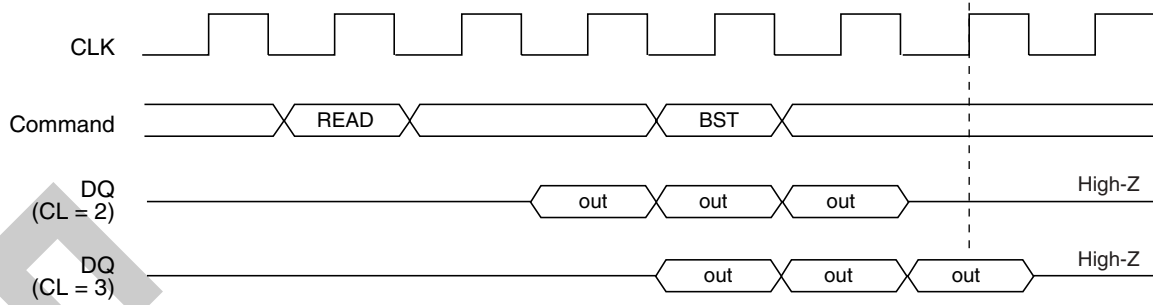 CLK
Command READ BST
DQ
(CL = 2) out out out High-Z
DQ
(CL = 3) out out out High-Z